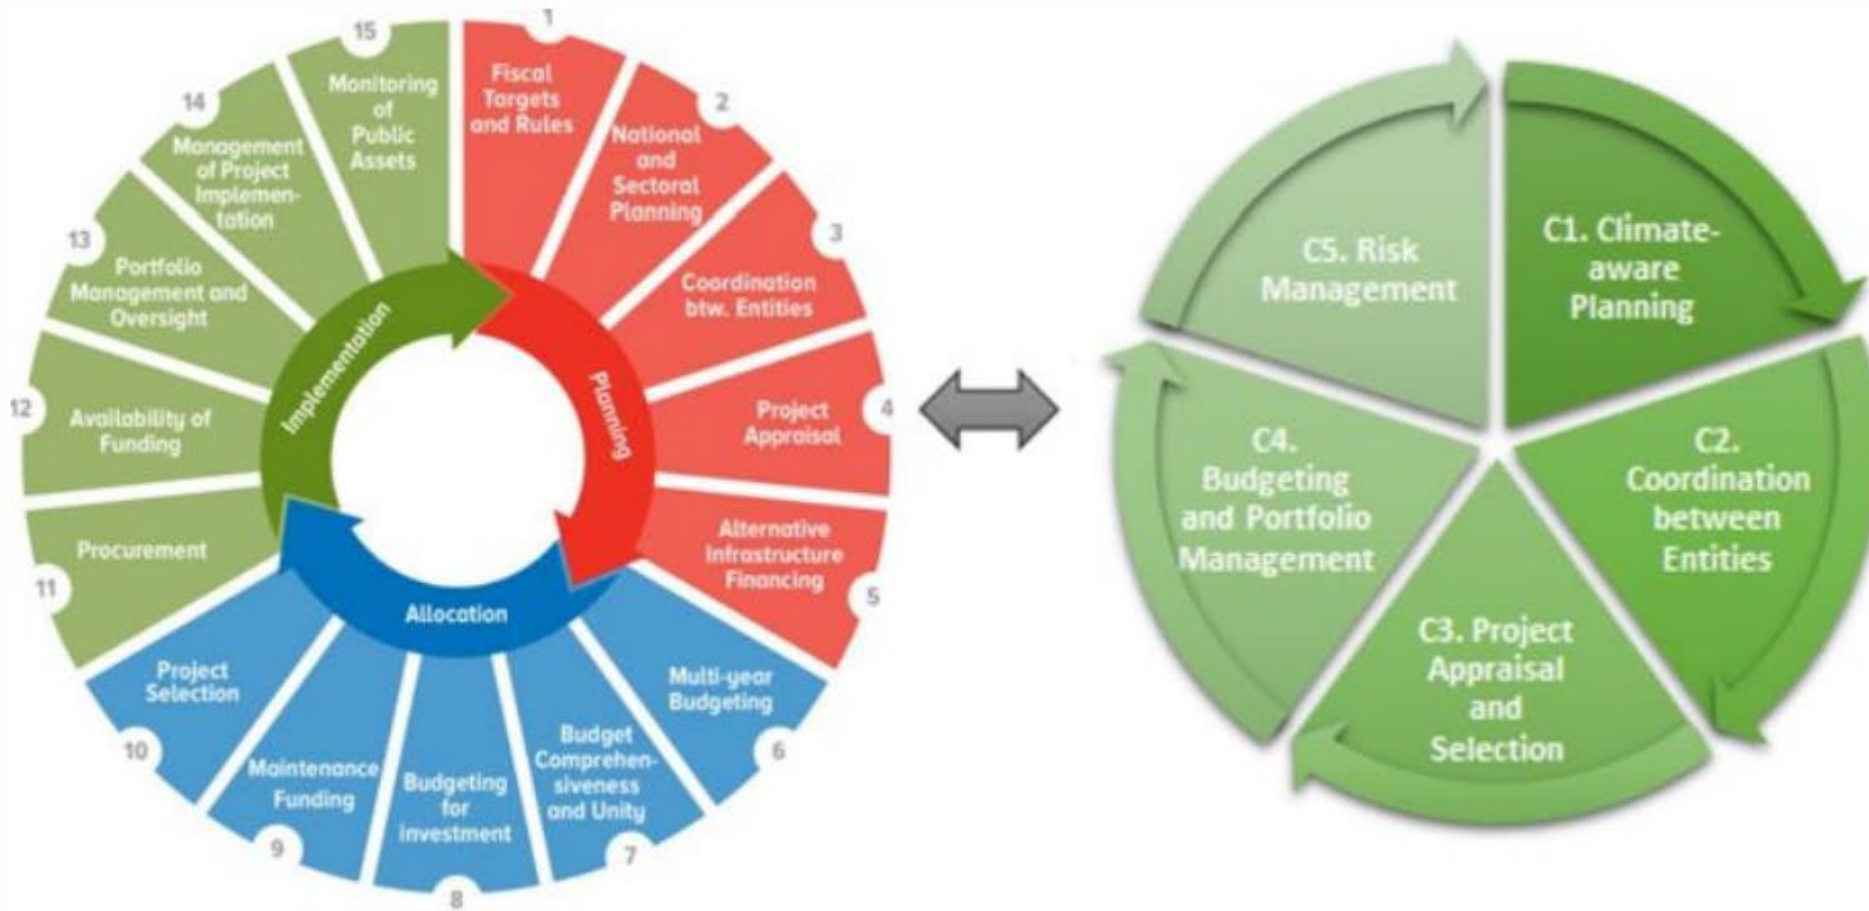 1
Fiscal
Targets
and Rules
2
National
and
Sectoral
Planning
3
Coordination
btw. Entities
4
Project
Appraisal
5
Alternative
Infrastructure
Financing
6
Multi-year
Budgeting
7
Budget
Comprehen-
siveness
and Unity
8
Budgeting
for
investment
9
Maintenance
Funding
10
Project
Selection
11
Procurement
12
Availability of
Funding
13
Portfolio
Management and
Oversight
14
Management
of Project
Implemen-
tation
15
Monitoring
of
Public
Assets
Planning
Allocation
Implementation
C1. Climate-
aware
Planning
C2.
Coordination
between
Entities
C3. Project
Appraisal
and
Selection
C4.
Budgeting
and Portfolio
Management
C5. Risk
Management